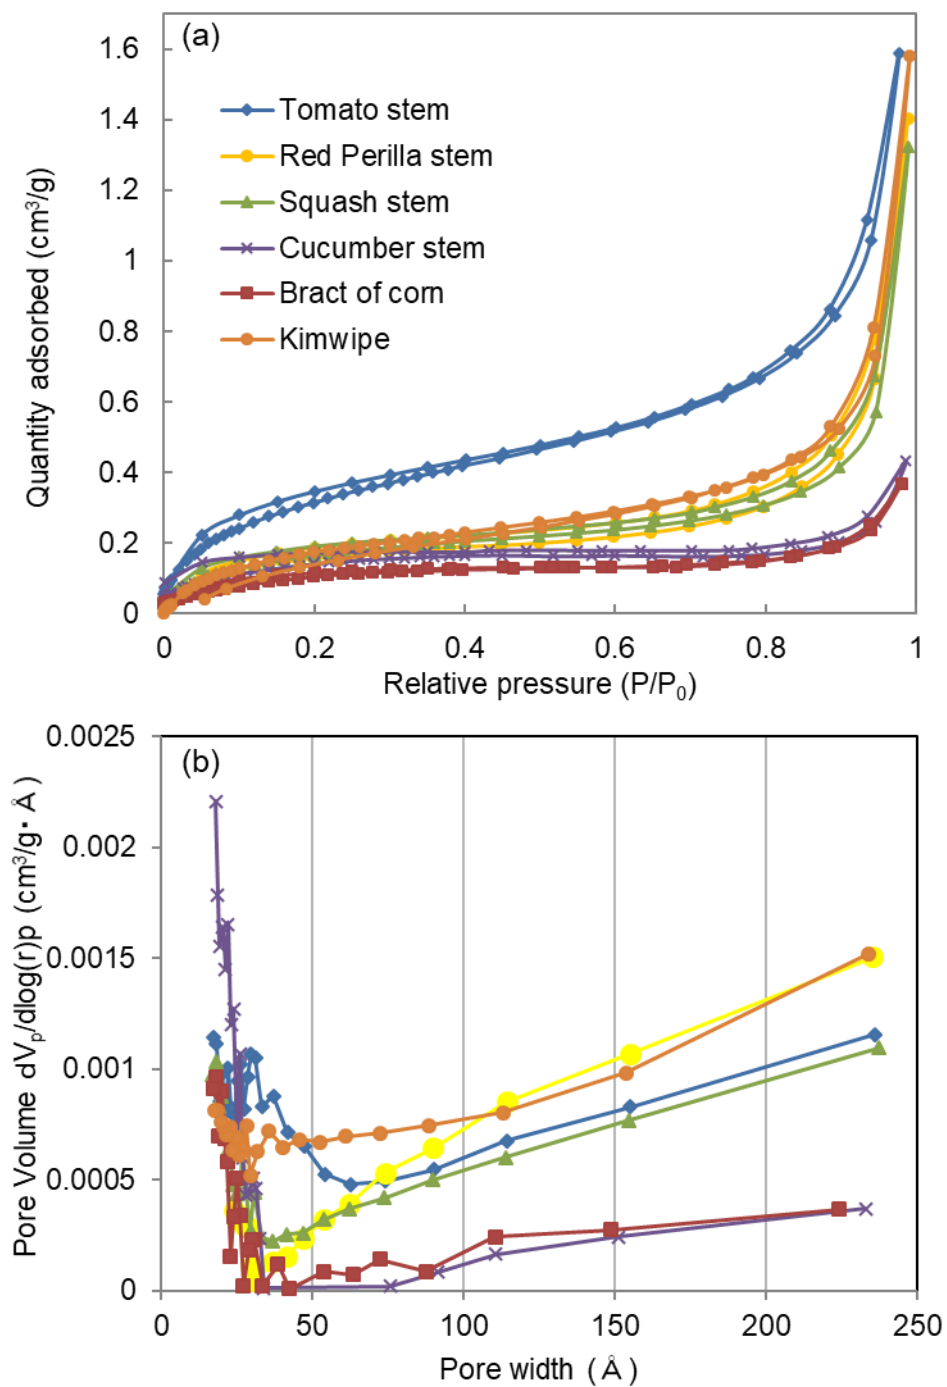 (a)
1.6
1.4
1.2
1
0.8
0.6
0.4
0.2
0
Quantity adsorbed (cm³/g)
Tomato stem
Red Perilla stem
Squash stem
Cucumber stem
Bract of corn
Kimwipe
0 0.2 0.4 0.6 0.8 1
Relative pressure (P/P₀)
(b)
0.0025
0.002
0.0015
0.001
0.0005
0
Pore Volume dVₚ/dlog(r)p (cm³/g・Å)
0 50 100 150 200 250
Pore width (Å)